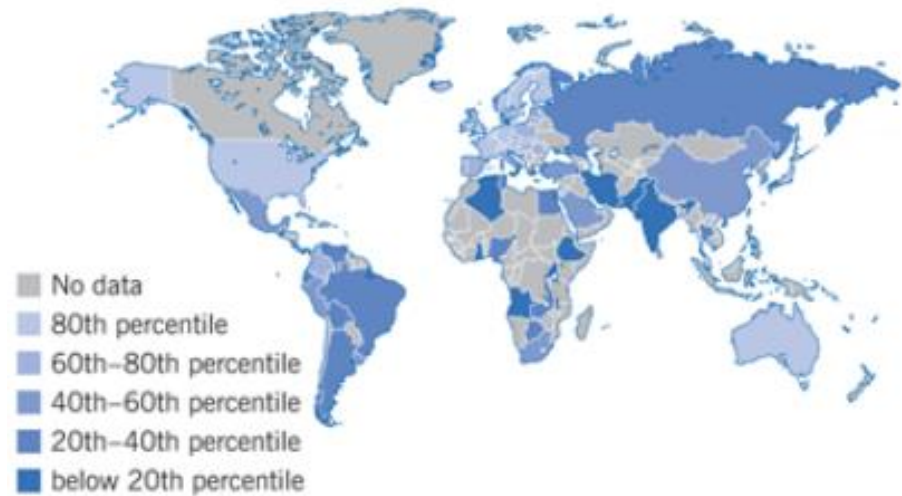 No data
80th percentile
60th–80th percentile
40th–60th percentile
20th–40th percentile
below 20th percentile